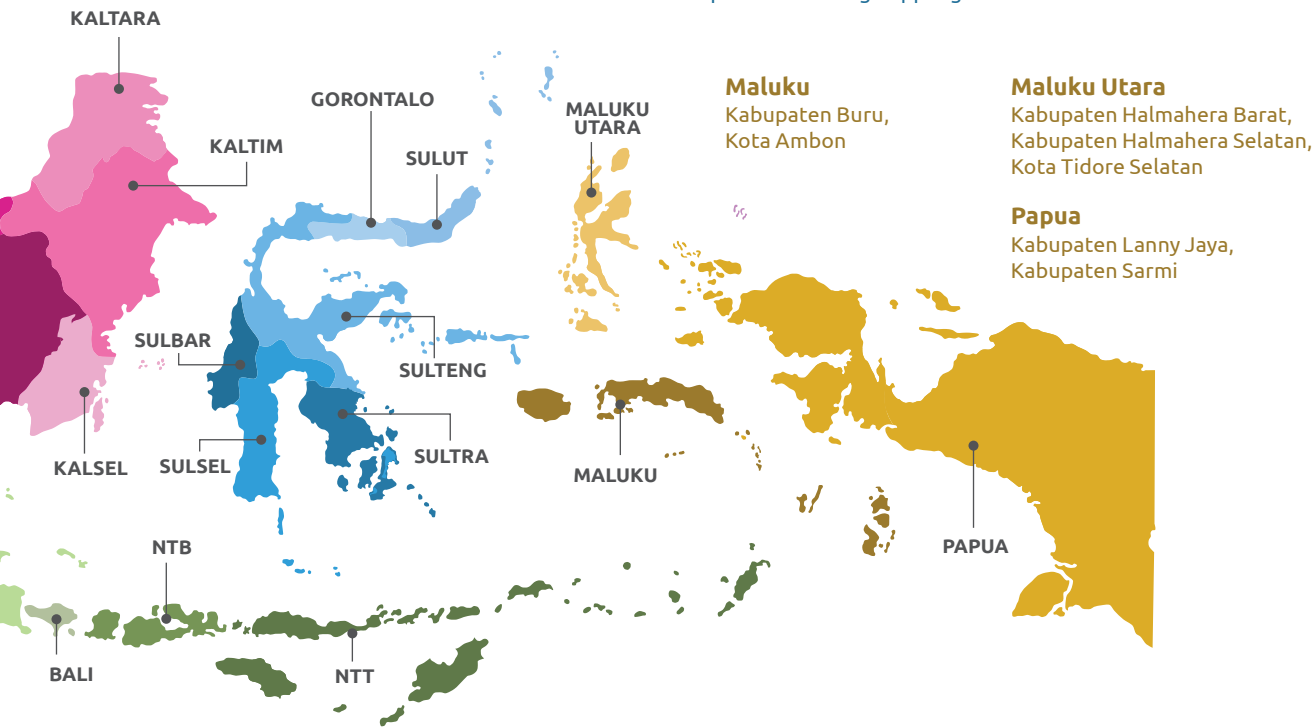 KALTARA
GORONTALO
KALTIM
SULUT
MALUKU
UTARA
Maluku
Kabupaten Buru,
Kota Ambon
Maluku Utara
Kabupaten Halmahera Barat,
Kabupaten Halmahera Selatan,
Kota Tidore Selatan
Papua
Kabupaten Lanny Jaya,
Kabupaten Sarmi
SULBAR
SULTENG
KALSEL
SULSEL
SULTRA
MALUKU
PAPUA
NTB
BALI
NTT